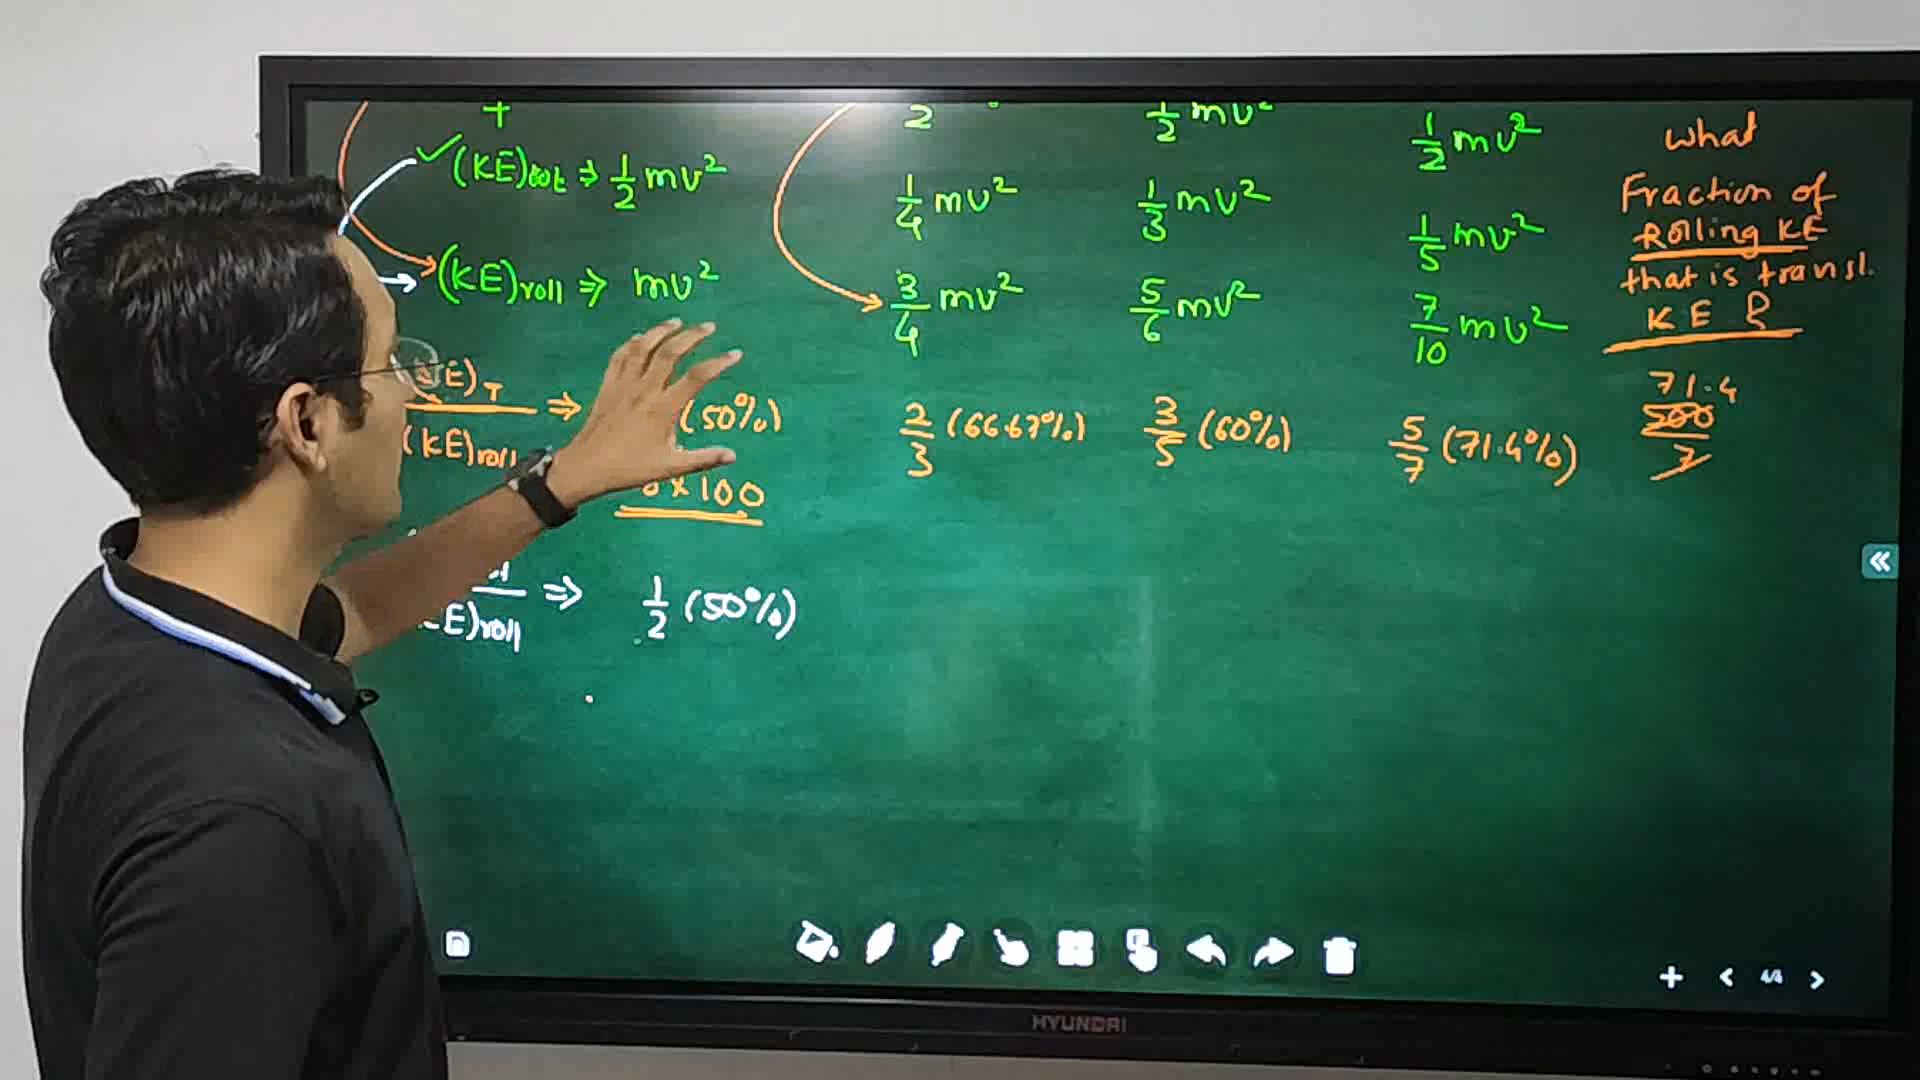 +
2
1/2 mv²
1/2 mv²
✓(KE)rot ⇒ 1/2 mv²
1/4 mv²
1/3 mv²
1/5 mv²
(KE)roll ⇒ mv²
3/4 mv²
5/6 mv²
7/10 mv²
what
Fraction of
Rolling KE
that is transl.
KE ?
E)T / (KE)roll ⇒ (50%)
2/3 (66.67%)
3/5 (60%)
5/7 (71.4%)
71.4
500
7
x 100
E)roll ⇒ 1/2 (50%)
4/4
HYUNDAI